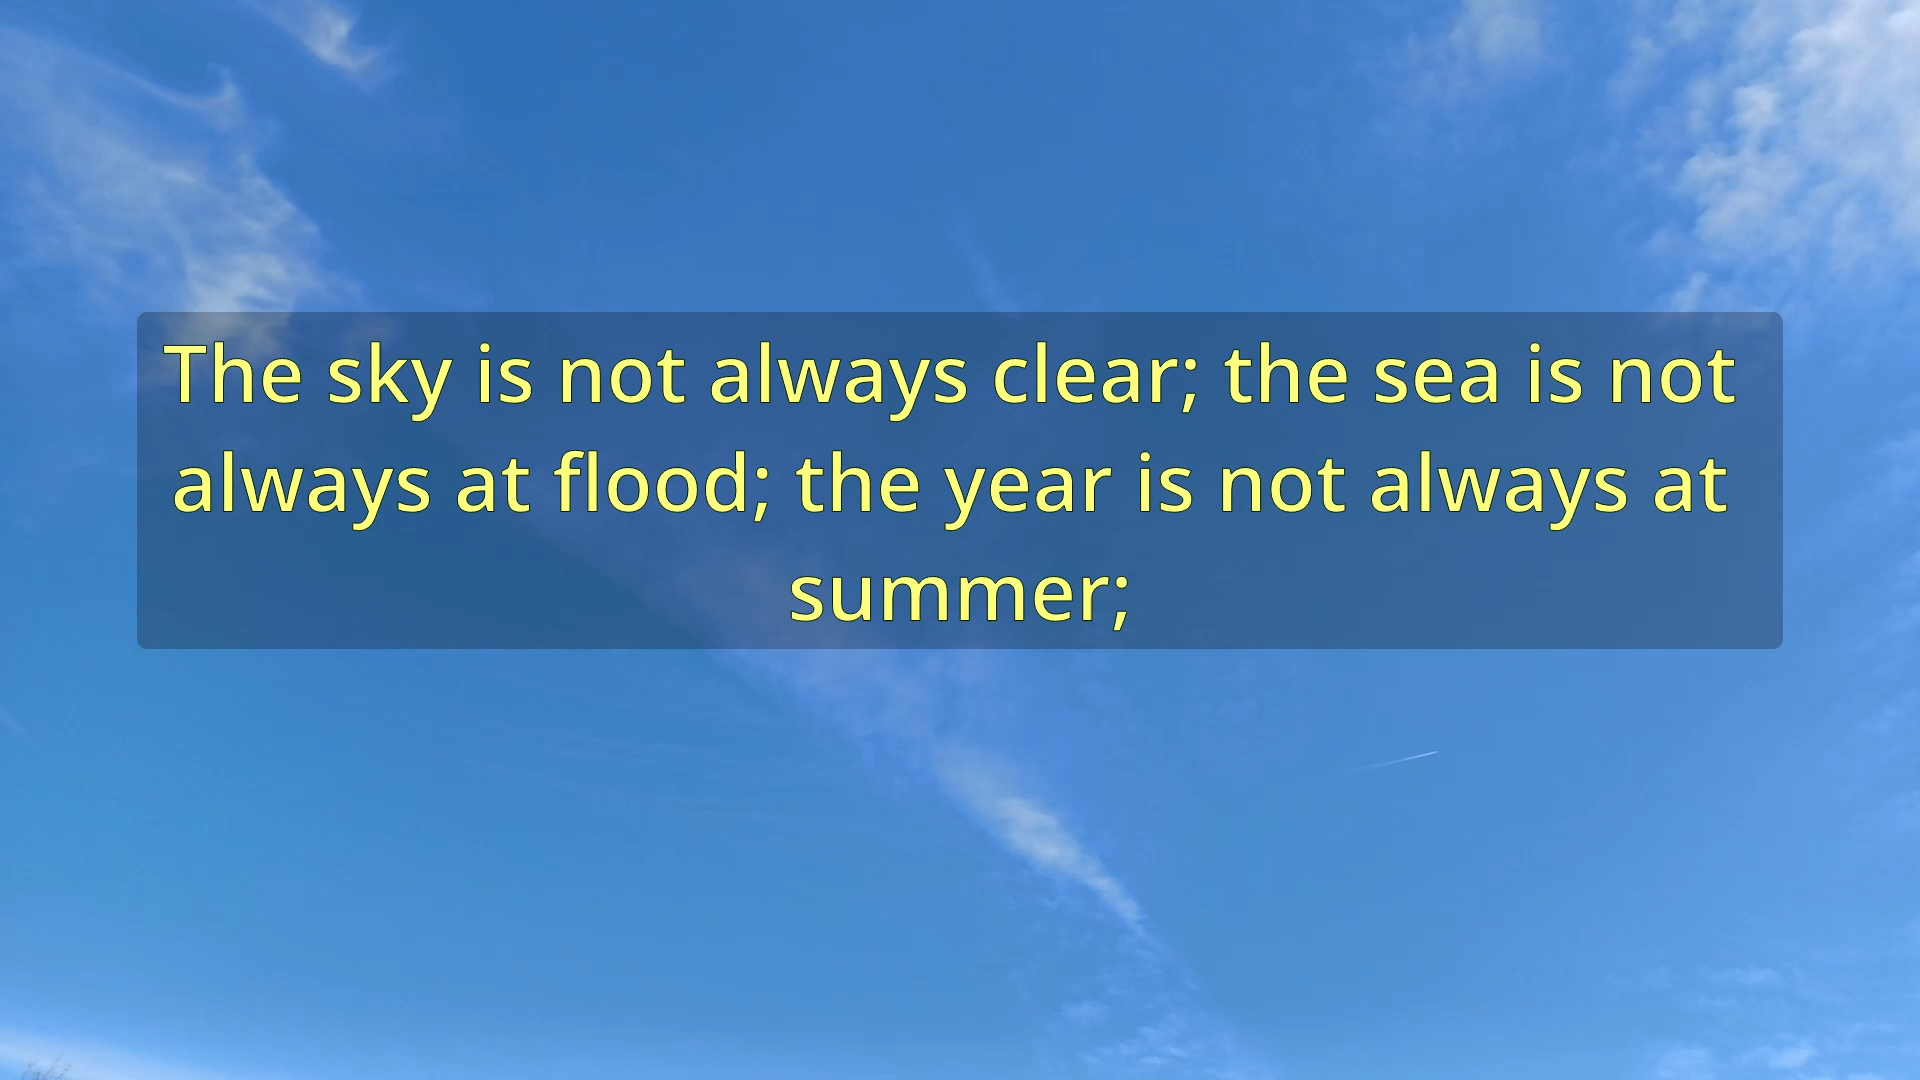 The sky is not always clear; the sea is not
always at flood; the year is not always at
summer;